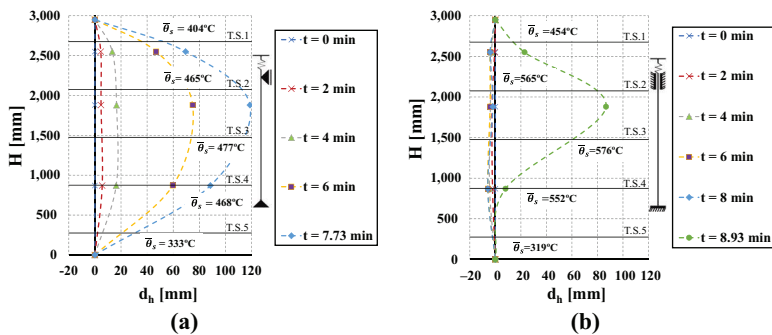 3,000
2,500
2,000
1,500
1,000
500
0
H [mm]
θ̅s = 404ºC
T.S.1
θ̅s = 465ºC
T.S.2
T.S.3
θ̅s = 477ºC
T.S.4
θ̅s = 468ºC
T.S.5
θ̅s = 333ºC
-20 0 20 40 60 80 100 120
dh [mm]
t = 0 min
t = 2 min
t = 4 min
t = 6 min
t = 7.73 min
(a)
3,000
2,500
2,000
1,500
1,000
500
0
H [mm]
θ̅s = 454ºC
T.S.1
θ̅s=565ºC
T.S.2
T.S.3
θ̅s=576ºC
T.S.4
θ̅s =552ºC
T.S.5
θ̅s=319ºC
–20 0 20 40 60 80 100 120
dh [mm]
t = 0 min
t = 2 min
t = 4 min
t = 6 min
t = 8 min
t = 8.93 min
(b)